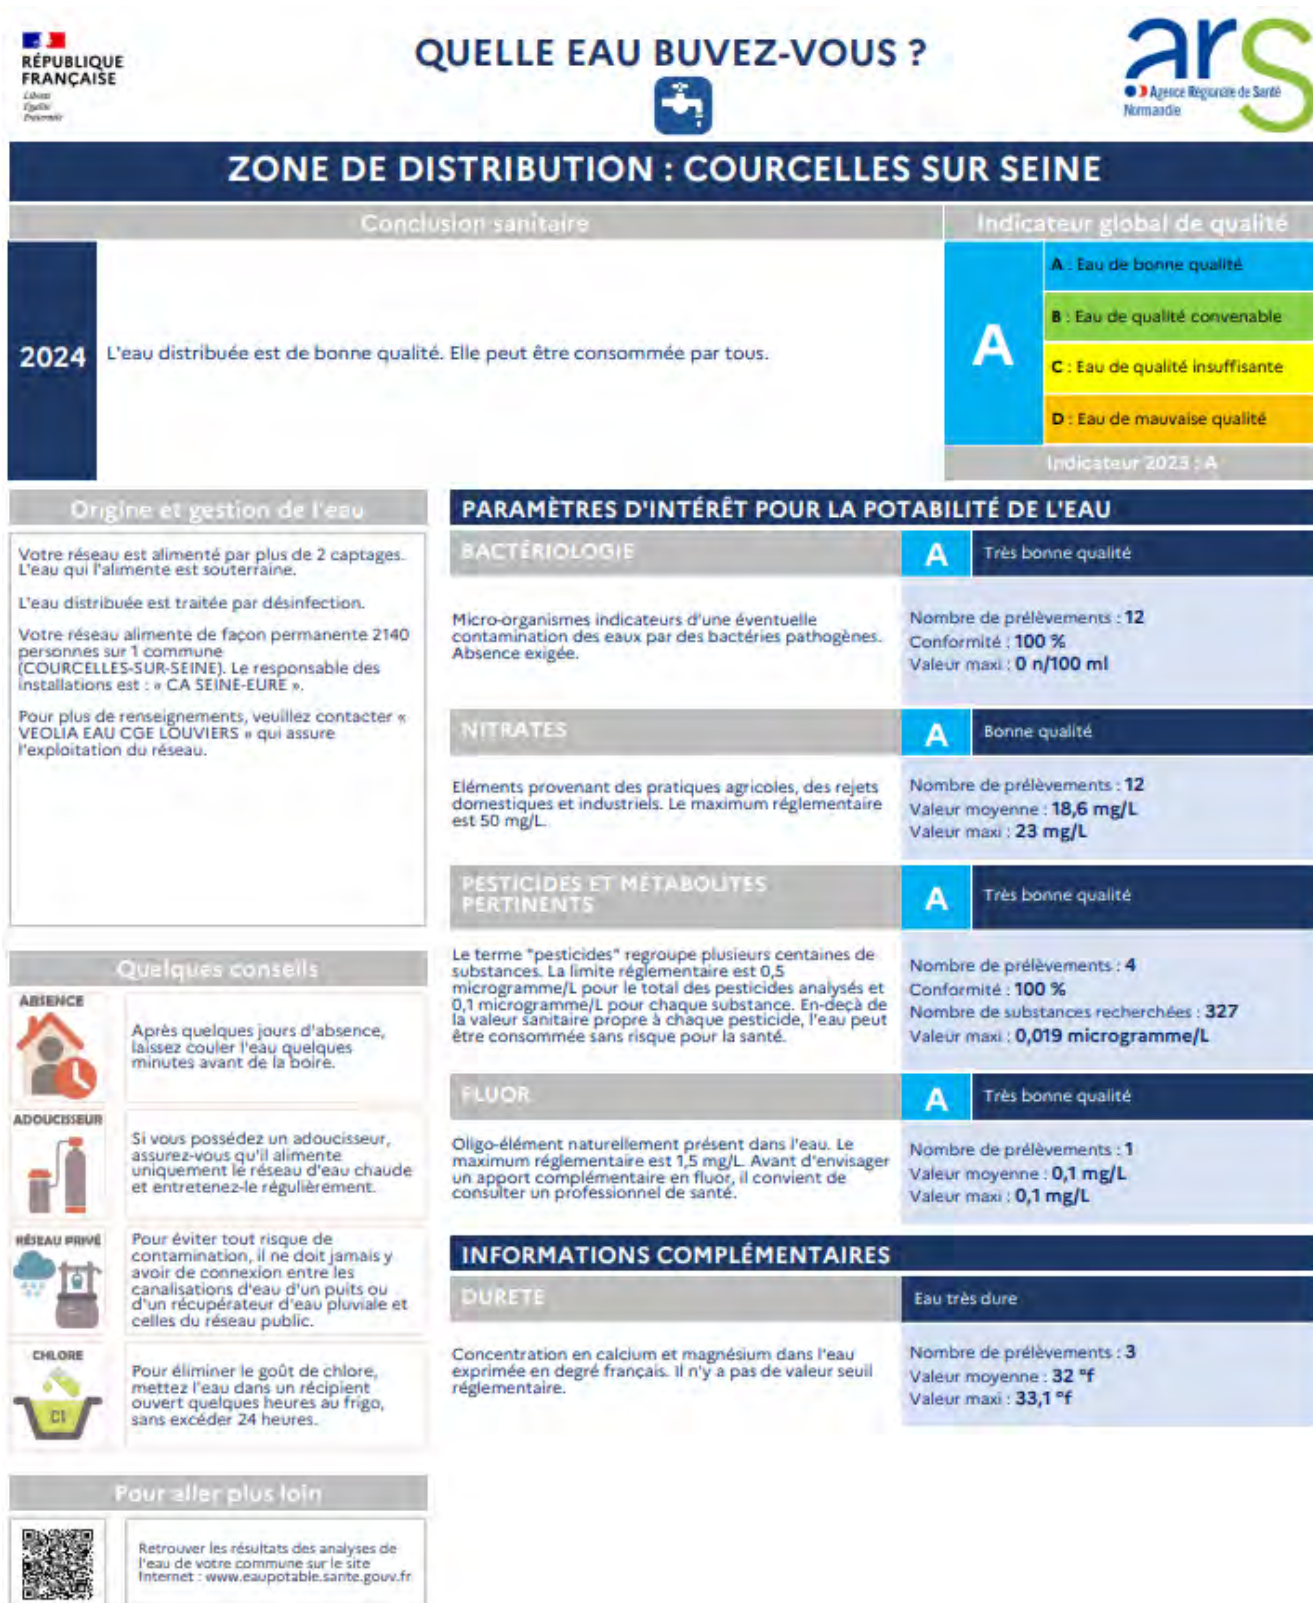 RÉPUBLIQUE
FRANÇAISE
Liberté
Égalité
Fraternité
QUELLE EAU BUVEZ-VOUS ?
ars
Agence Régionale de Santé
Normandie
ZONE DE DISTRIBUTION : COURCELLES SUR SEINE
Conclusion sanitaire
Indicateur global de qualité
2024
L'eau distribuée est de bonne qualité. Elle peut être consommée par tous.
A
A : Eau de bonne qualité
B : Eau de qualité convenable
C : Eau de qualité insuffisante
D : Eau de mauvaise qualité
Indicateur 2023 : A
Origine et gestion de l'eau
Votre réseau est alimenté par plus de 2 captages.
L'eau qui l'alimente est souterraine.
L'eau distribuée est traitée par désinfection.
Votre réseau alimente de façon permanente 2140
personnes sur 1 commune
(COURCELLES-SUR-SEINE). Le responsable des
installations est : « CA SEINE-EURE ».
Pour plus de renseignements, veuillez contacter «
VEOLIA EAU CGE LOUVIERS » qui assure
l'exploitation du réseau.
Quelques conseils
ABSENCE
Après quelques jours d'absence,
laissez couler l'eau quelques
minutes avant de la boire.
ADOUCISSEUR
Si vous possédez un adoucisseur,
assurez-vous qu'il alimente
uniquement le réseau d'eau chaude
et entretenez-le régulièrement.
RÉSEAU PRIVÉ
Pour éviter tout risque de
contamination, il ne doit jamais y
avoir de connexion entre les
canalisations d'eau d'un puits ou
d'un récupérateur d'eau pluviale et
celles du réseau public.
CHLORE
Cl
Pour éliminer le goût de chlore,
mettez l'eau dans un récipient
ouvert quelques heures au frigo,
sans excéder 24 heures.
Pour aller plus loin
Retrouver les résultats des analyses de
l'eau de votre commune sur le site
Internet : www.eaupotable.sante.gouv.fr
PARAMÈTRES D'INTÉRÊT POUR LA POTABILITÉ DE L'EAU
BACTÉRIOLOGIE
A
Très bonne qualité
Micro-organismes indicateurs d'une éventuelle
contamination des eaux par des bactéries pathogènes.
Absence exigée.
Nombre de prélèvements : 12
Conformité : 100 %
Valeur maxi : 0 n/100 ml
NITRATES
A
Bonne qualité
Eléments provenant des pratiques agricoles, des rejets
domestiques et industriels. Le maximum réglementaire
est 50 mg/L.
Nombre de prélèvements : 12
Valeur moyenne : 18,6 mg/L
Valeur maxi : 23 mg/L
PESTICIDES ET MÉTABOLITES
PERTINENTS
A
Très bonne qualité
Le terme "pesticides" regroupe plusieurs centaines de
substances. La limite réglementaire est 0,5
microgramme/L pour le total des pesticides analysés et
0,1 microgramme/L pour chaque substance. En-deçà de
la valeur sanitaire propre à chaque pesticide, l'eau peut
être consommée sans risque pour la santé.
Nombre de prélèvements : 4
Conformité : 100 %
Nombre de substances recherchées : 327
Valeur maxi : 0,019 microgramme/L
FLUOR
A
Très bonne qualité
Oligo-élément naturellement présent dans l'eau. Le
maximum réglementaire est 1,5 mg/L. Avant d'envisager
un apport complémentaire en fluor, il convient de
consulter un professionnel de santé.
Nombre de prélèvements : 1
Valeur moyenne : 0,1 mg/L
Valeur maxi : 0,1 mg/L
INFORMATIONS COMPLÉMENTAIRES
DURETE
Eau très dure
Concentration en calcium et magnésium dans l'eau
exprimée en degré français. Il n'y a pas de valeur seuil
réglementaire.
Nombre de prélèvements : 3
Valeur moyenne : 32 °f
Valeur maxi : 33,1 °f